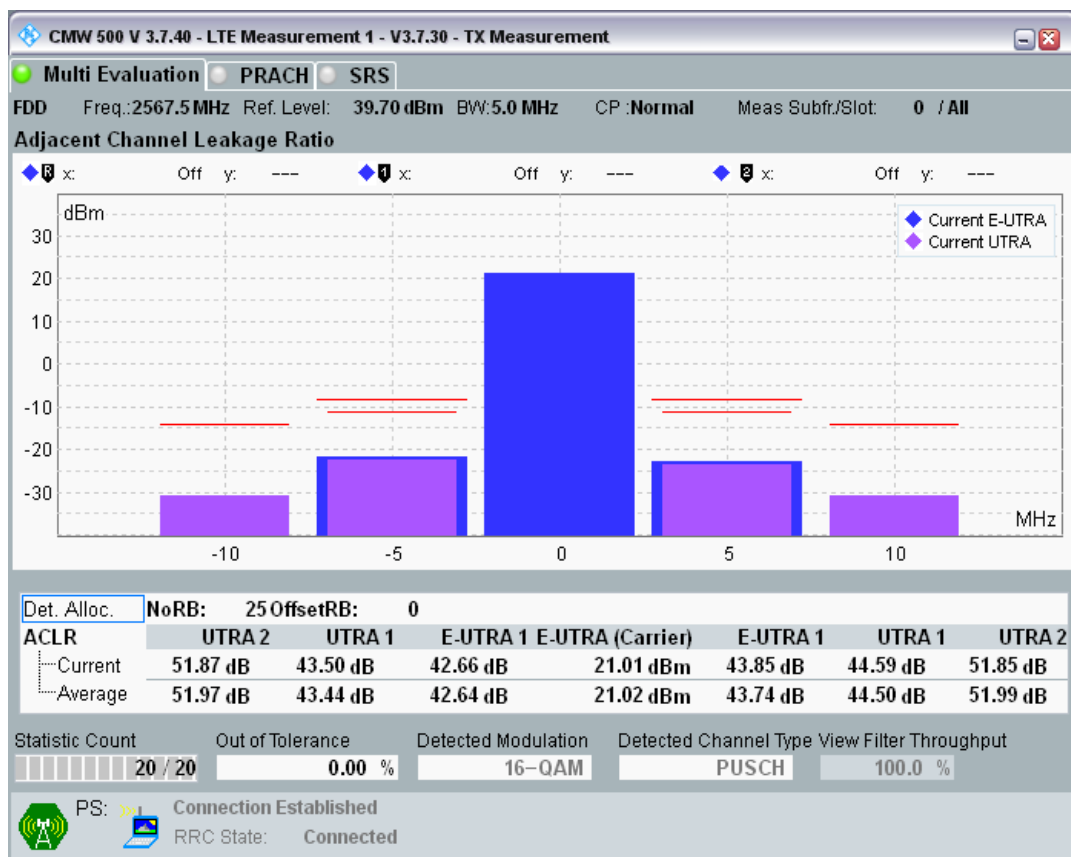 CMW 500 V 3.7.40 - LTE Measurement 1 - V3.7.30 - TX Measurement
Multi Evaluation PRACH SRS
FDD Freq.:2567.5 MHz Ref. Level: 39.70 dBm BW:5.0 MHz CP :Normal Meas Subfr./Slot: 0 / All
Adjacent Channel Leakage Ratio
R x: Off y: --- 1 x: Off y: --- 2 x: Off y: ---
dBm
Current E-UTRA
Current UTRA
30
20
10
0
-10
-20
-30
MHz
-10 -5 0 5 10
Det. Alloc. NoRB: 25 OffsetRB: 0
ACLR UTRA 2 UTRA 1 E-UTRA 1 E-UTRA (Carrier) E-UTRA 1 UTRA 1 UTRA 2
Current 51.87 dB 43.50 dB 42.66 dB 21.01 dBm 43.85 dB 44.59 dB 51.85 dB
Average 51.97 dB 43.44 dB 42.64 dB 21.02 dBm 43.74 dB 44.50 dB 51.99 dB
Statistic Count Out of Tolerance Detected Modulation Detected Channel Type View Filter Throughput
20 / 20 0.00 % 16-QAM PUSCH 100.0 %
PS: Connection Established
RRC State: Connected